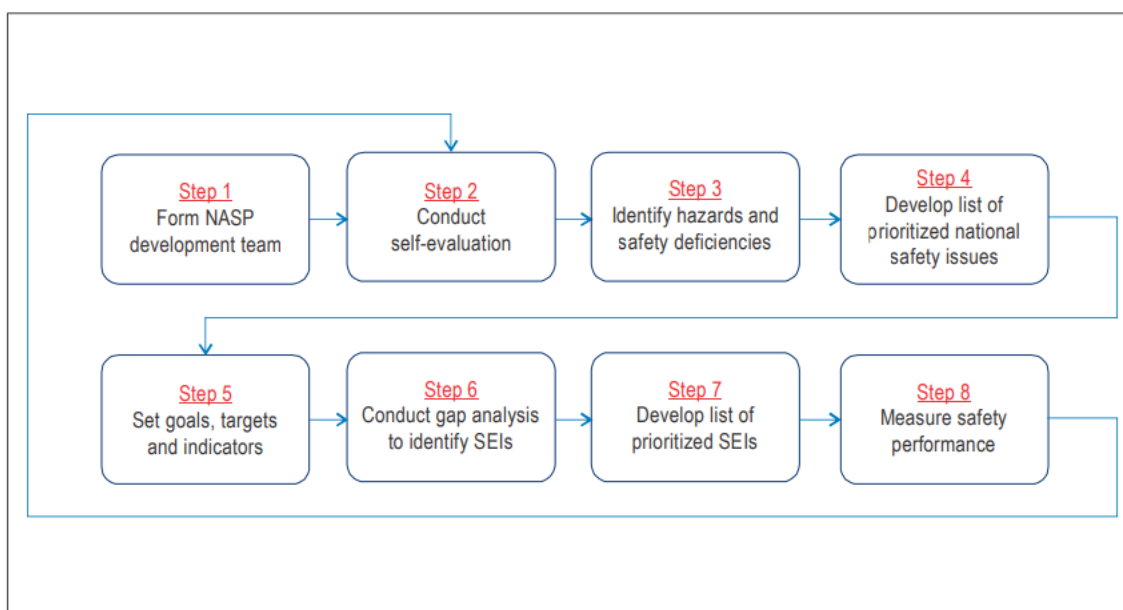 Step 1
Form NASP
development team
Step 2
Conduct
self-evaluation
Step 3
Identify hazards and
safety deficiencies
Step 4
Develop list of
prioritized national
safety issues
Step 5
Set goals, targets
and indicators
Step 6
Conduct gap analysis
to identify SEIs
Step 7
Develop list of
prioritized SEIs
Step 8
Measure safety
performance